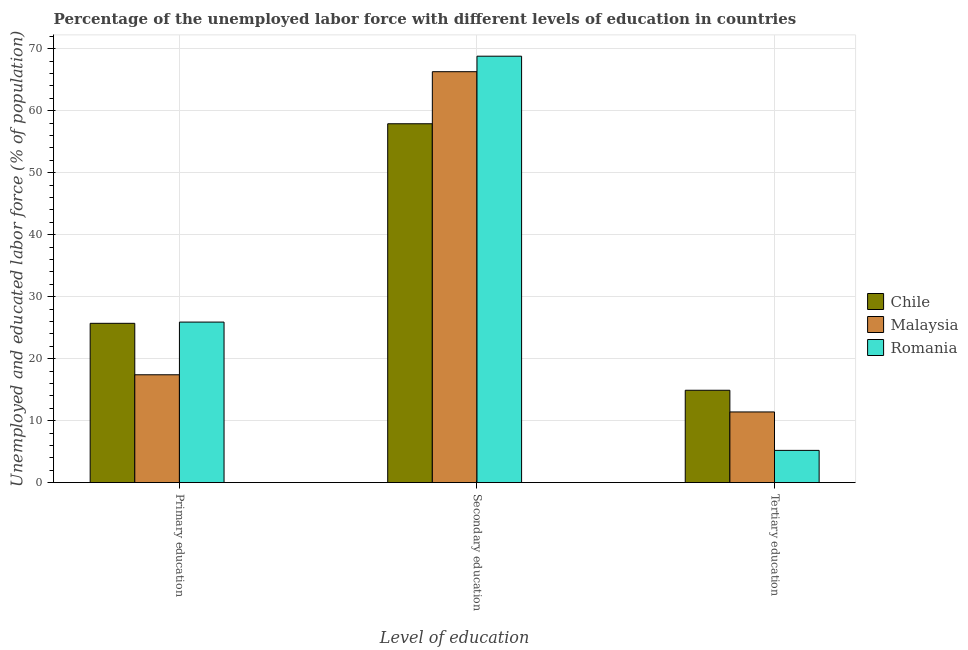 Percentage of the unemployed labor force with different levels of education in countries
Unemployed and educated labor force (% of population)
70
60
50
40
30
20
10
0
Primary education
Secondary education
Tertiary education
Level of education
Chile
Malaysia
Romania